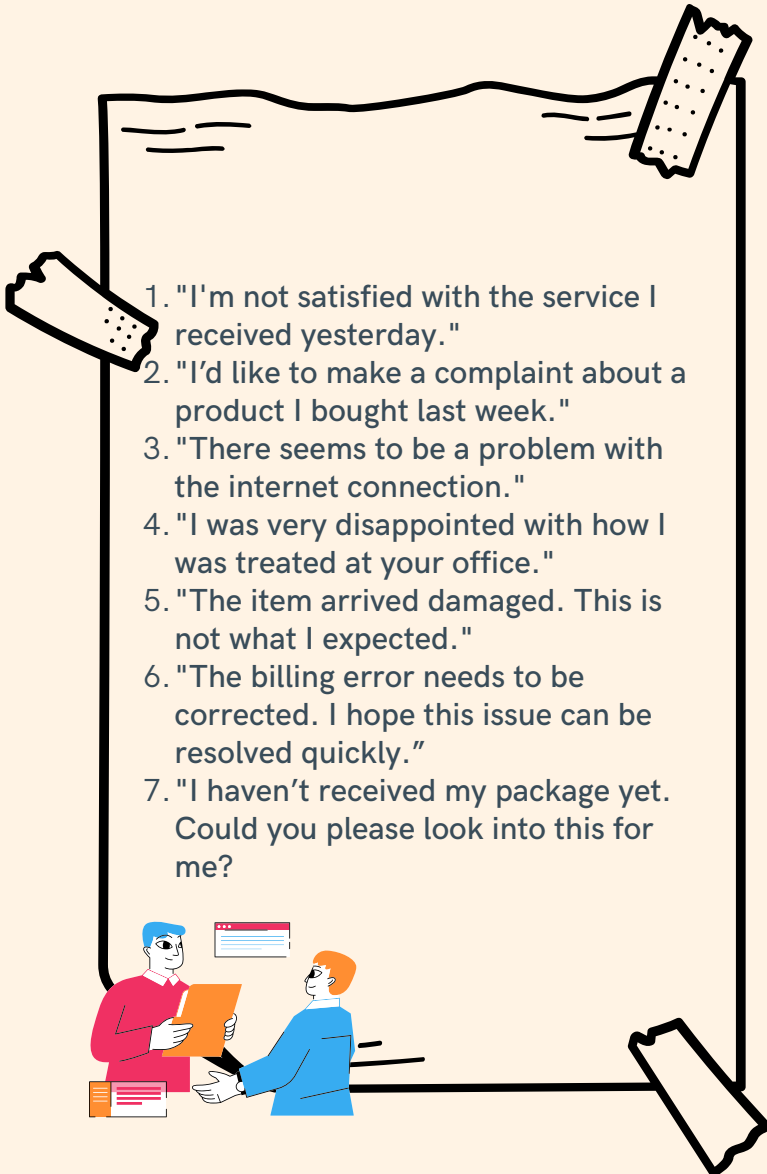 1. "I'm not satisfied with the service I
received yesterday."
2. "I’d like to make a complaint about a
product I bought last week."
3. "There seems to be a problem with
the internet connection."
4. "I was very disappointed with how I
was treated at your office."
5. "The item arrived damaged. This is
not what I expected."
6. "The billing error needs to be
corrected. I hope this issue can be
resolved quickly.”
7. "I haven’t received my package yet.
Could you please look into this for
me?